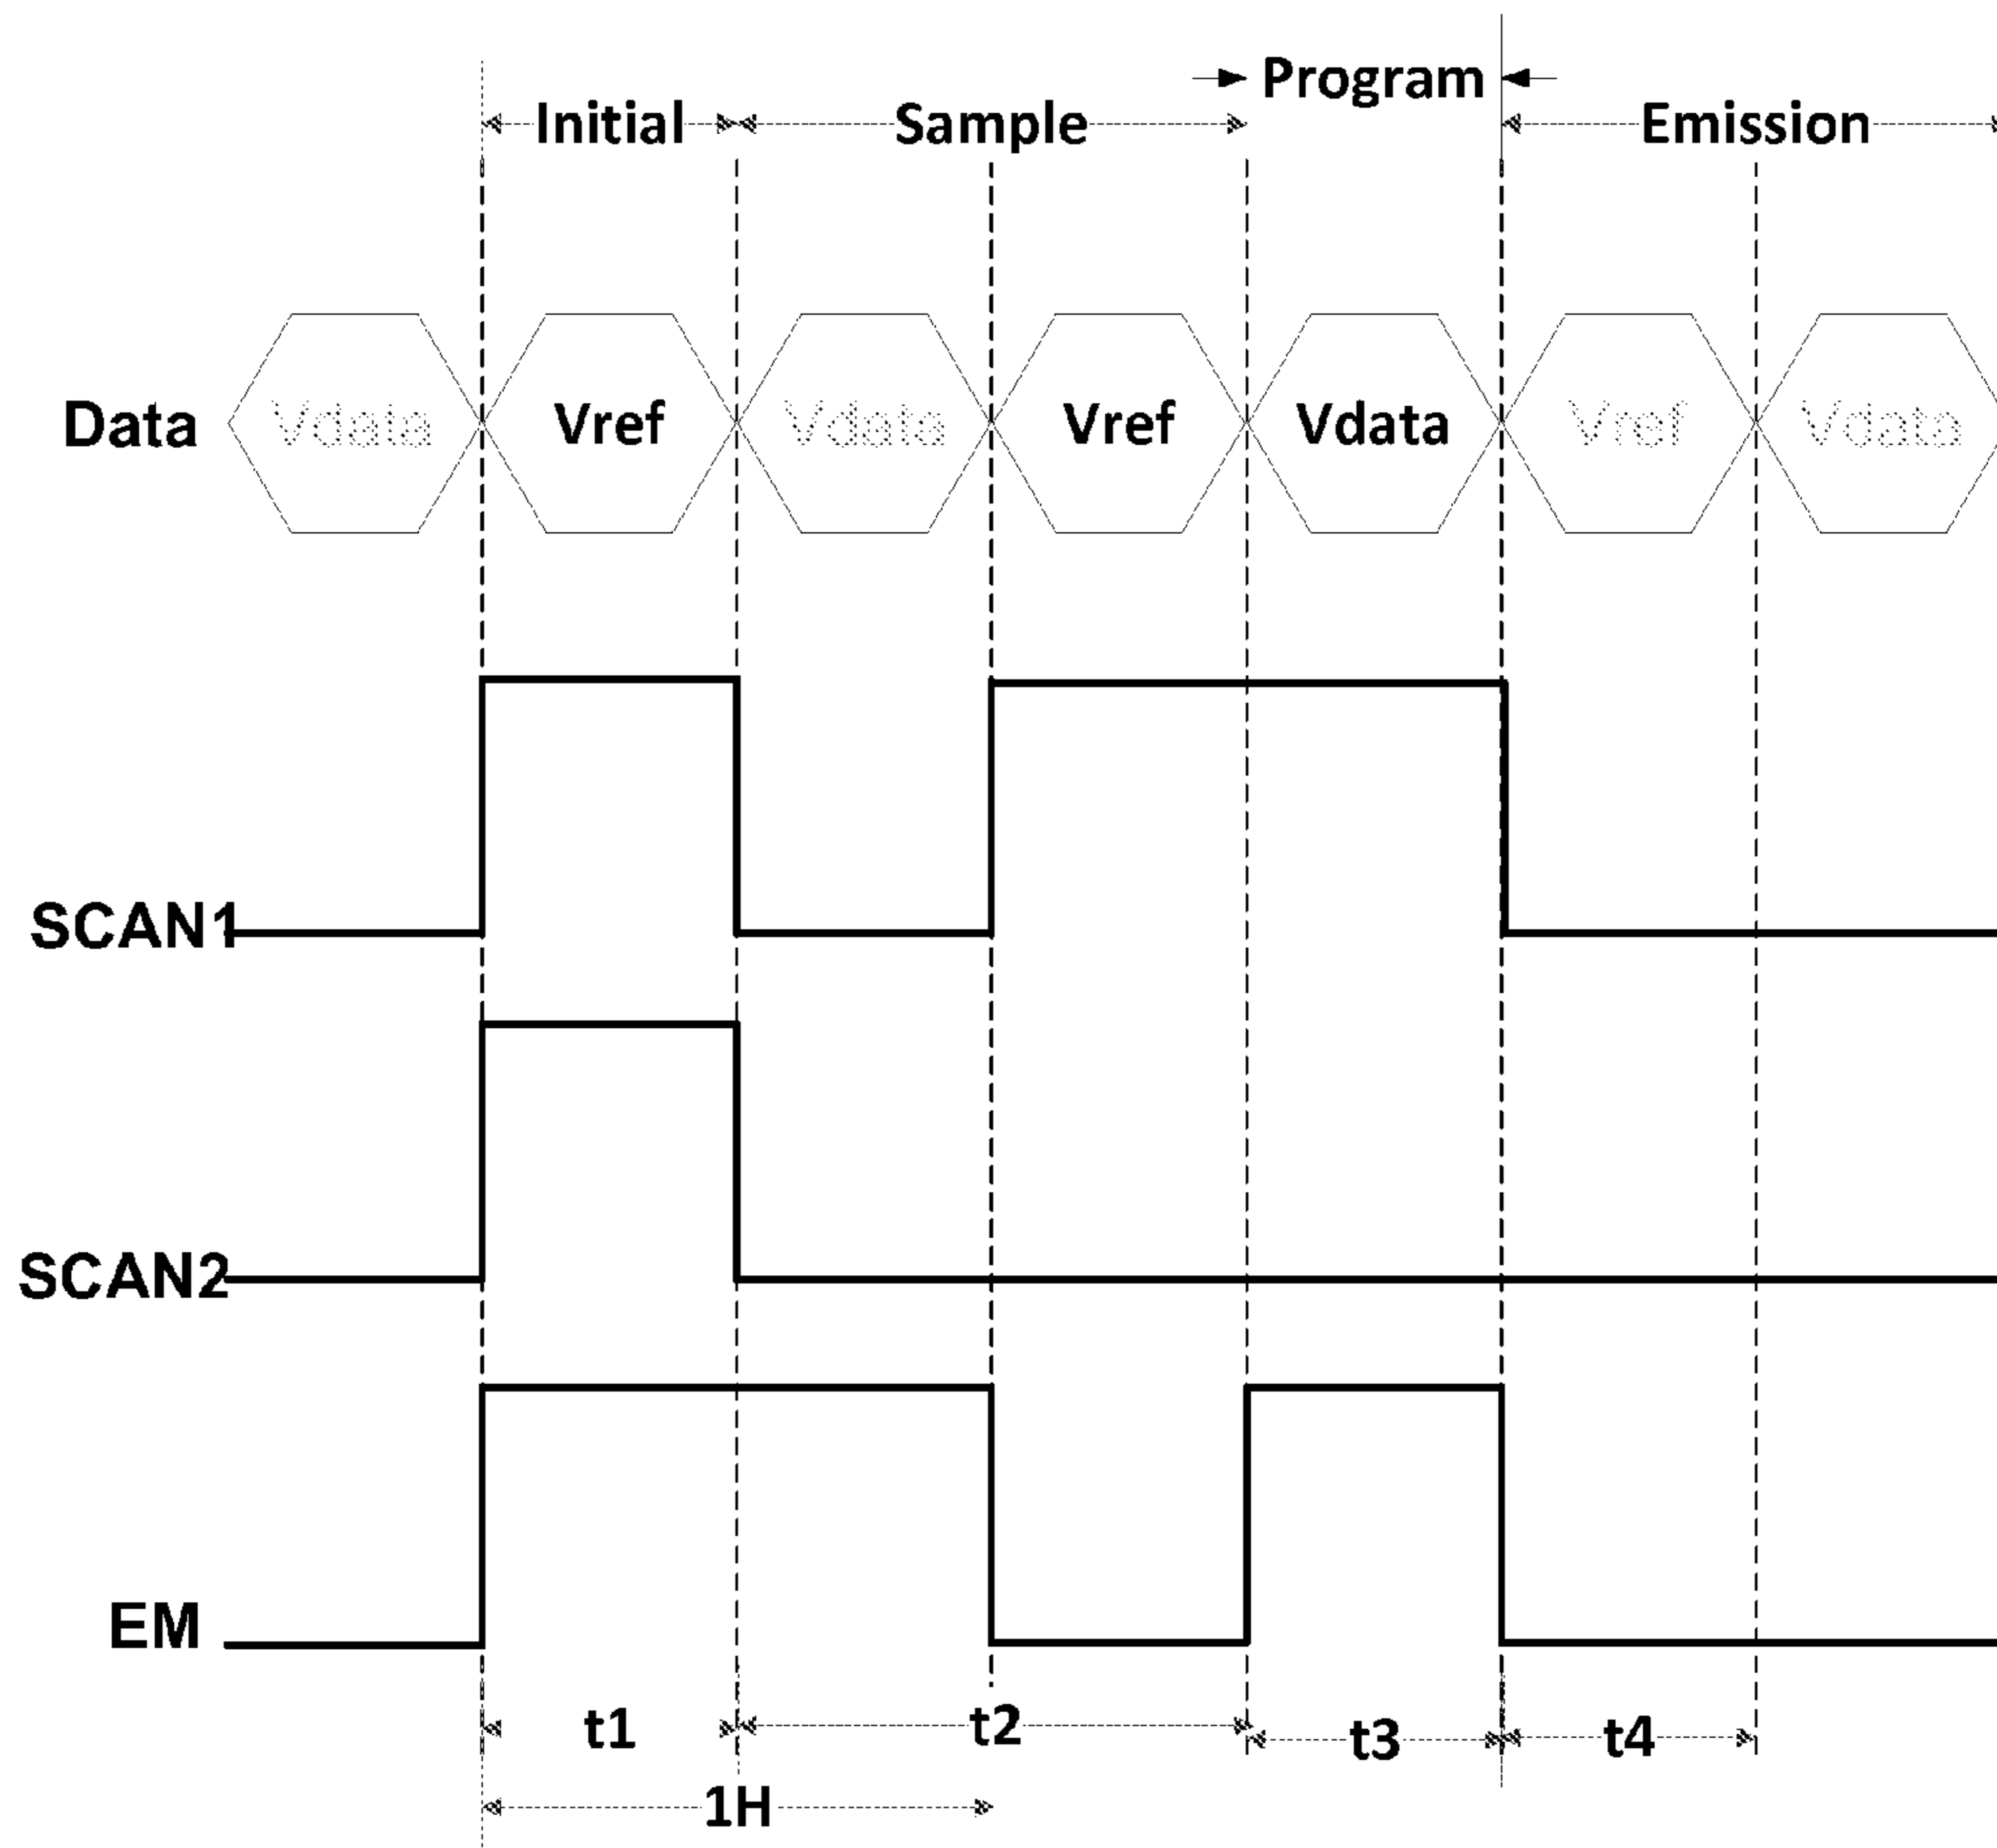 Program
Initial Sample Emission
Data Vdata Vref Vdata Vref Vdata Vref Vdata
SCAN1
SCAN2
EM
t1 t2 t3 t4
1H